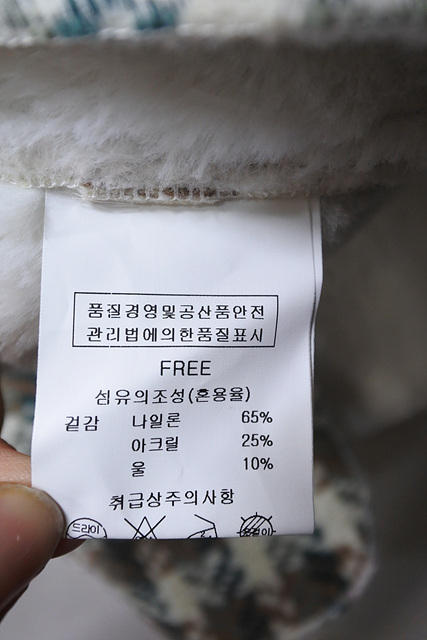 품질경영및공산품안전
관리법에의한품질표시
FREE
섬유의조성(혼용율)
겉감 나일론 65%
아크릴 25%
울 10%
취급상주의사항
드라이